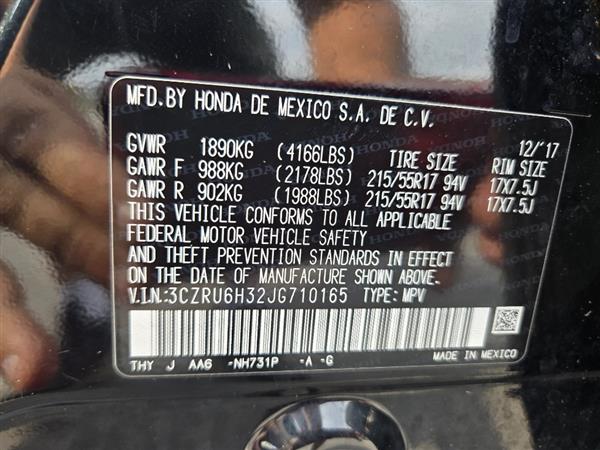 MFD.BY HONDA DE MEXICO S.A. DE C.V.
12/'17
GVWR 1890KG (4166LBS) TIRE SIZE RIM SIZE
GAWR F 988KG (2178LBS) 215/55R17 94V 17X7.5J
GAWR R 902KG (1988LBS) 215/55R17 94V 17X7.5J
THIS VEHICLE CONFORMS TO ALL APPLICABLE
FEDERAL MOTOR VEHICLE SAFETY
AND THEFT PREVENTION STANDARDS IN EFFECT
ON THE DATE OF MANUFACTURE SHOWN ABOVE.
V.I.N:3CZRU6H32JG710165 TYPE: MPV
THY J AA6 -NH731P -A -G
MADE IN MEXICO